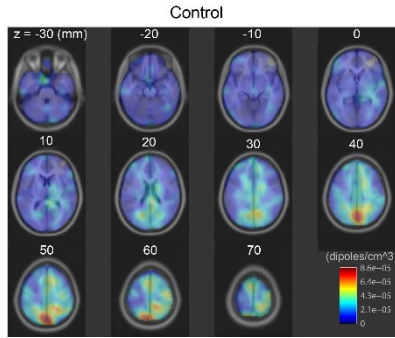 Control
z = -30 (mm) -20 -10 0
10 20 30 40
50 60 70
(dipoles/cm^3
8.6e-05
6.4e-05
4.3e-05
2.1e-05
0